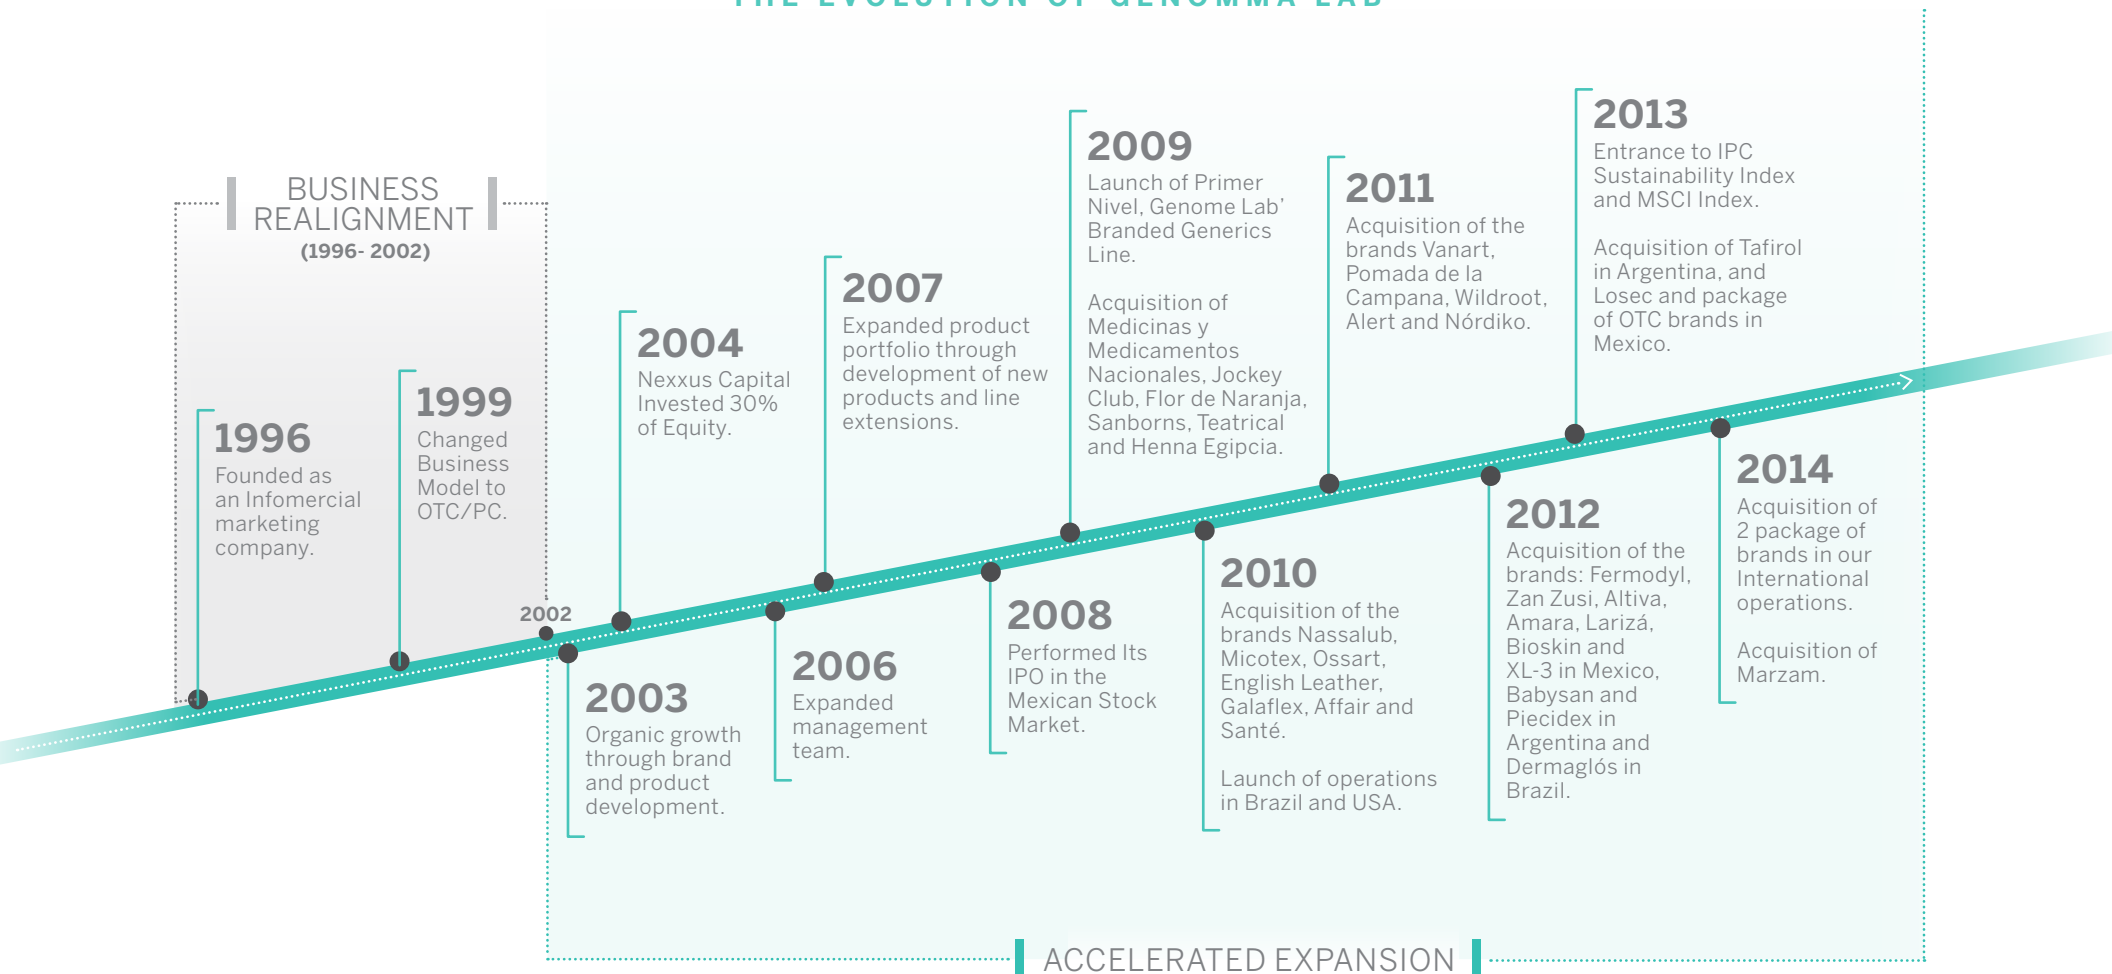 THE EVOLUTION OF GENOMMA LAB
BUSINESS
REALIGNMENT
(1996- 2002)
1996
Founded as
an Infomercial
marketing
company.
1999
Changed
Business
Model to
OTC/PC.
2002
2003
Organic growth
through brand
and product
development.
2004
Nexxus Capital
Invested 30%
of Equity.
2006
Expanded
management
team.
2007
Expanded product
portfolio through
development of new
products and line
extensions.
2008
Performed Its
IPO in the
Mexican Stock
Market.
2009
Launch of Primer
Nivel, Genome Lab’
Branded Generics
Line.
Acquisition of
Medicinas y
Medicamentos
Nacionales, Jockey
Club, Flor de Naranja,
Sanborns, Teatrical
and Henna Egipcia.
2010
Acquisition of the
brands Nassalub,
Micotex, Ossart,
English Leather,
Galaflex, Affair and
Santé.
Launch of operations
in Brazil and USA.
2011
Acquisition of the
brands Vanart,
Pomada de la
Campana, Wildroot,
Alert and Nórdiko.
2012
Acquisition of the
brands: Fermodyl,
Zan Zusi, Altiva,
Amara, Larizá,
Bioskin and
XL-3 in Mexico,
Babysan and
Piecidex in
Argentina and
Dermaglós in
Brazil.
2013
Entrance to IPC
Sustainability Index
and MSCI Index.
Acquisition of Tafirol
in Argentina, and
Losec and package
of OTC brands in
Mexico.
2014
Acquisition of
2 package of
brands in our
International
operations.
Acquisition of
Marzam.
ACCELERATED EXPANSION